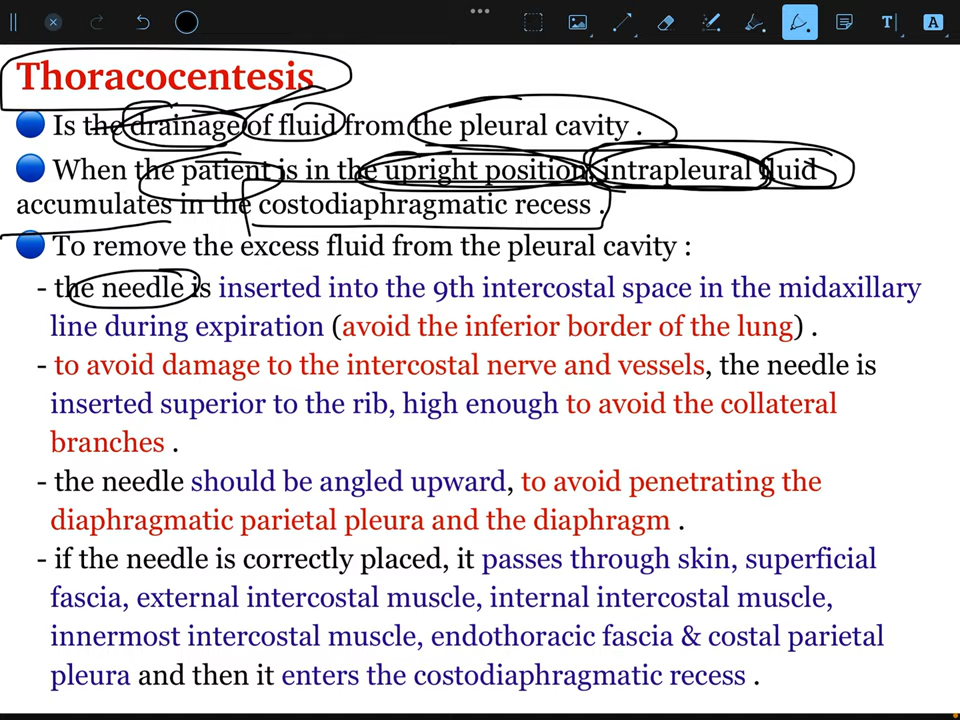 Thoracocentesis
🔵 Is the drainage of fluid from the pleural cavity .
🔵 When the patient is in the upright position, intrapleural fluid
accumulates in the costodiaphragmatic recess .
🔵 To remove the excess fluid from the pleural cavity :
- the needle is inserted into the 9th intercostal space in the midaxillary
line during expiration (avoid the inferior border of the lung) .
- to avoid damage to the intercostal nerve and vessels, the needle is
inserted superior to the rib, high enough to avoid the collateral
branches .
- the needle should be angled upward, to avoid penetrating the
diaphragmatic parietal pleura and the diaphragm .
- if the needle is correctly placed, it passes through skin, superficial
fascia, external intercostal muscle, internal intercostal muscle,
innermost intercostal muscle, endothoracic fascia & costal parietal
pleura and then it enters the costodiaphragmatic recess .